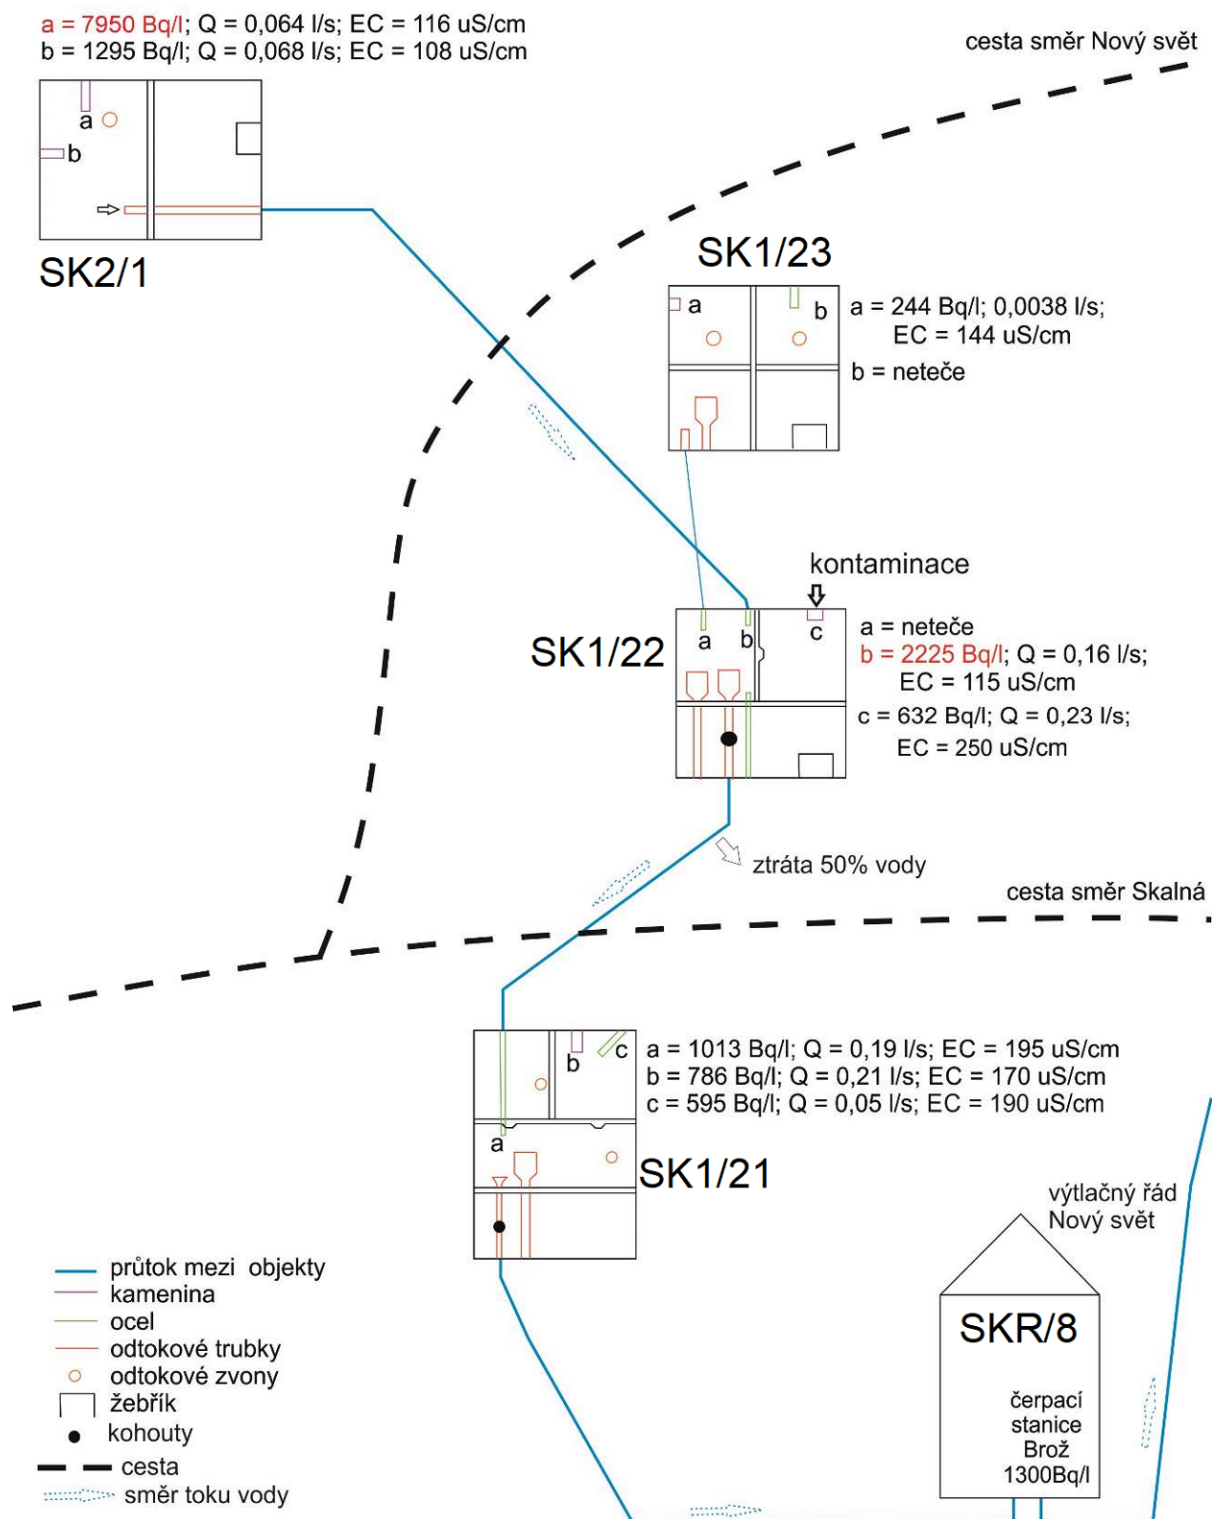 a = 7950 Bq/l; Q = 0,064 l/s; EC = 116 uS/cm
b = 1295 Bq/l; Q = 0,068 l/s; EC = 108 uS/cm
cesta směr Nový svět
a
b
SK2/1
SK1/23
a
b
a = 244 Bq/l; 0,0038 l/s;
EC = 144 uS/cm
b = neteče
kontaminace
SK1/22
a
b
c
a = neteče
b = 2225 Bq/l; Q = 0,16 l/s;
EC = 115 uS/cm
c = 632 Bq/l; Q = 0,23 l/s;
EC = 250 uS/cm
ztráta 50% vody
cesta směr Skalná
b
c
a
a = 1013 Bq/l; Q = 0,19 l/s; EC = 195 uS/cm
b = 786 Bq/l; Q = 0,21 l/s; EC = 170 uS/cm
c = 595 Bq/l; Q = 0,05 l/s; EC = 190 uS/cm
SK1/21
výtlačný řád
Nový svět
SKR/8
čerpací
stanice
Brož
1300Bq/l
průtok mezi objekty
kamenina
ocel
odtokové trubky
odtokové zvony
žebřík
kohouty
cesta
směr toku vody